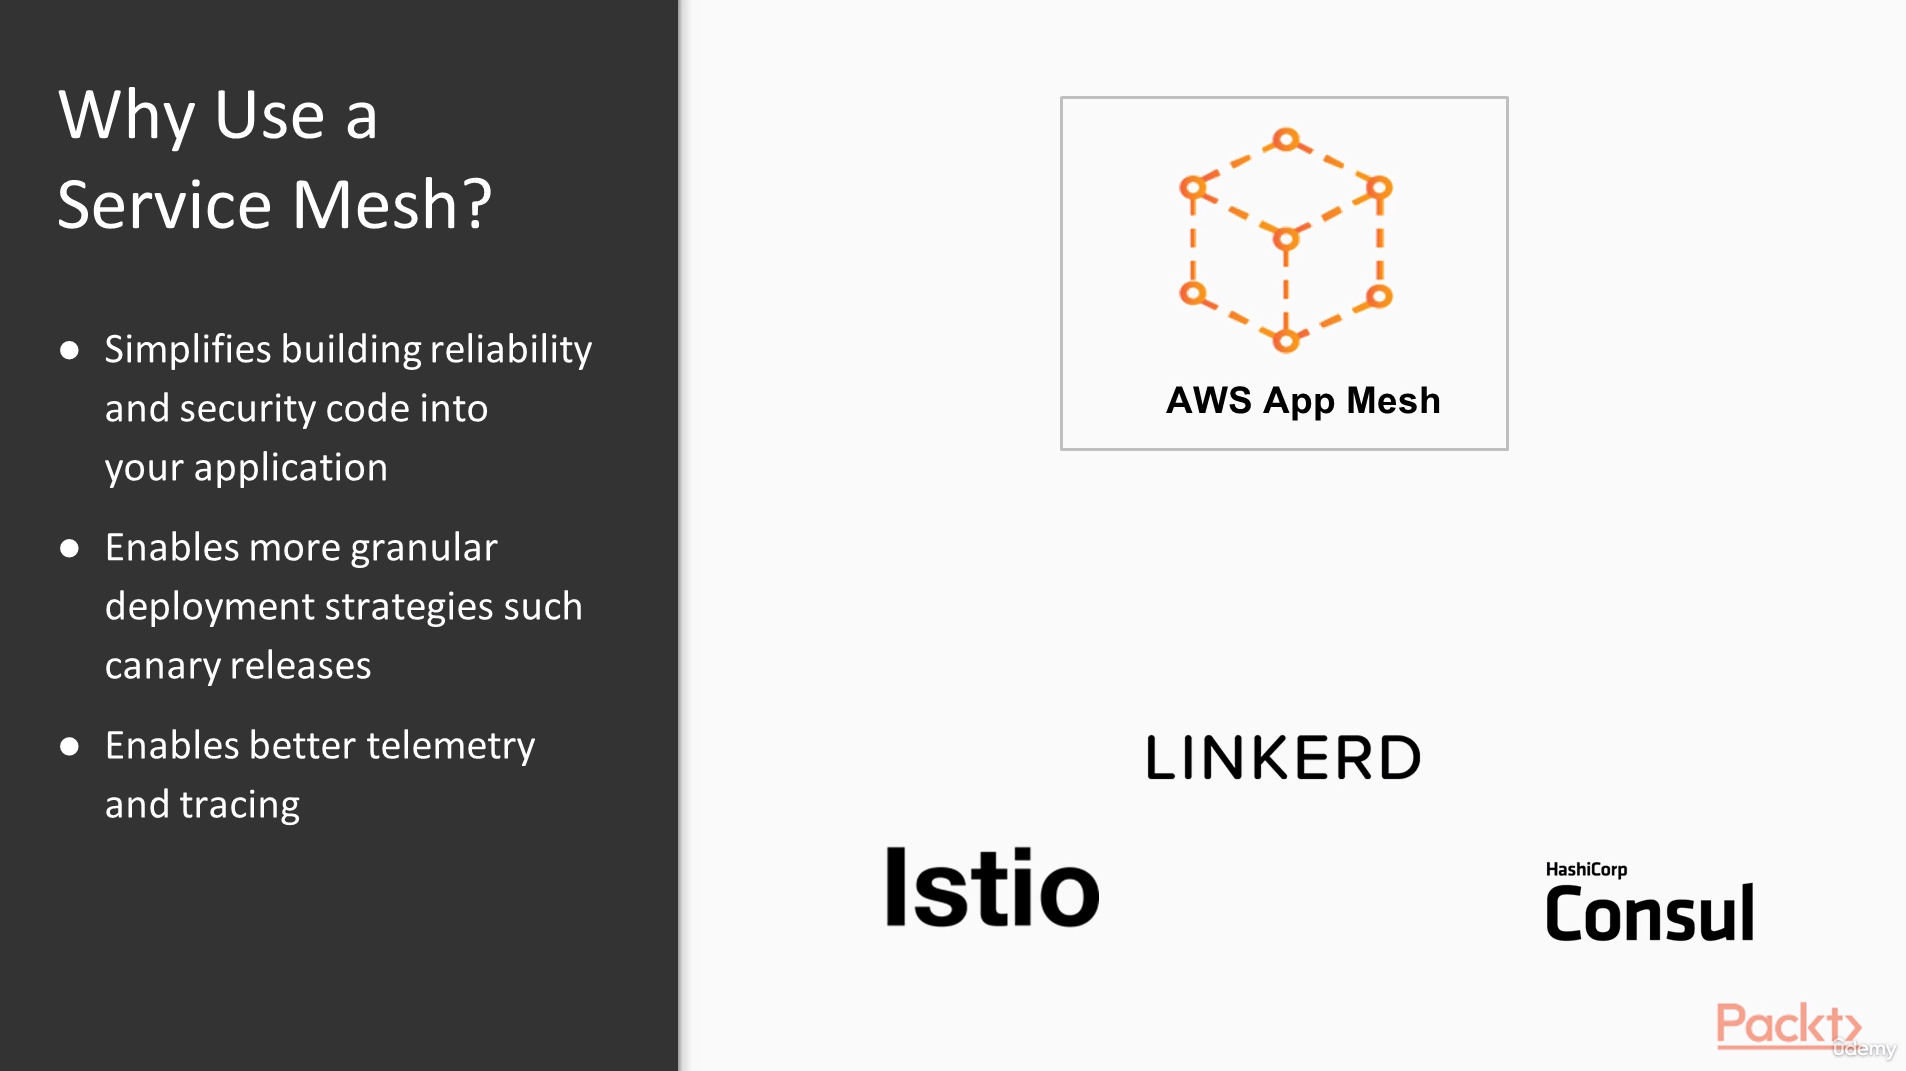 Why Use a
Service Mesh?
● Simplifies building reliability
and security code into
your application
● Enables more granular
deployment strategies such
canary releases
● Enables better telemetry
and tracing
AWS App Mesh
LINKERD
Istio
HashiCorp
Consul
Packt>
ûdemy